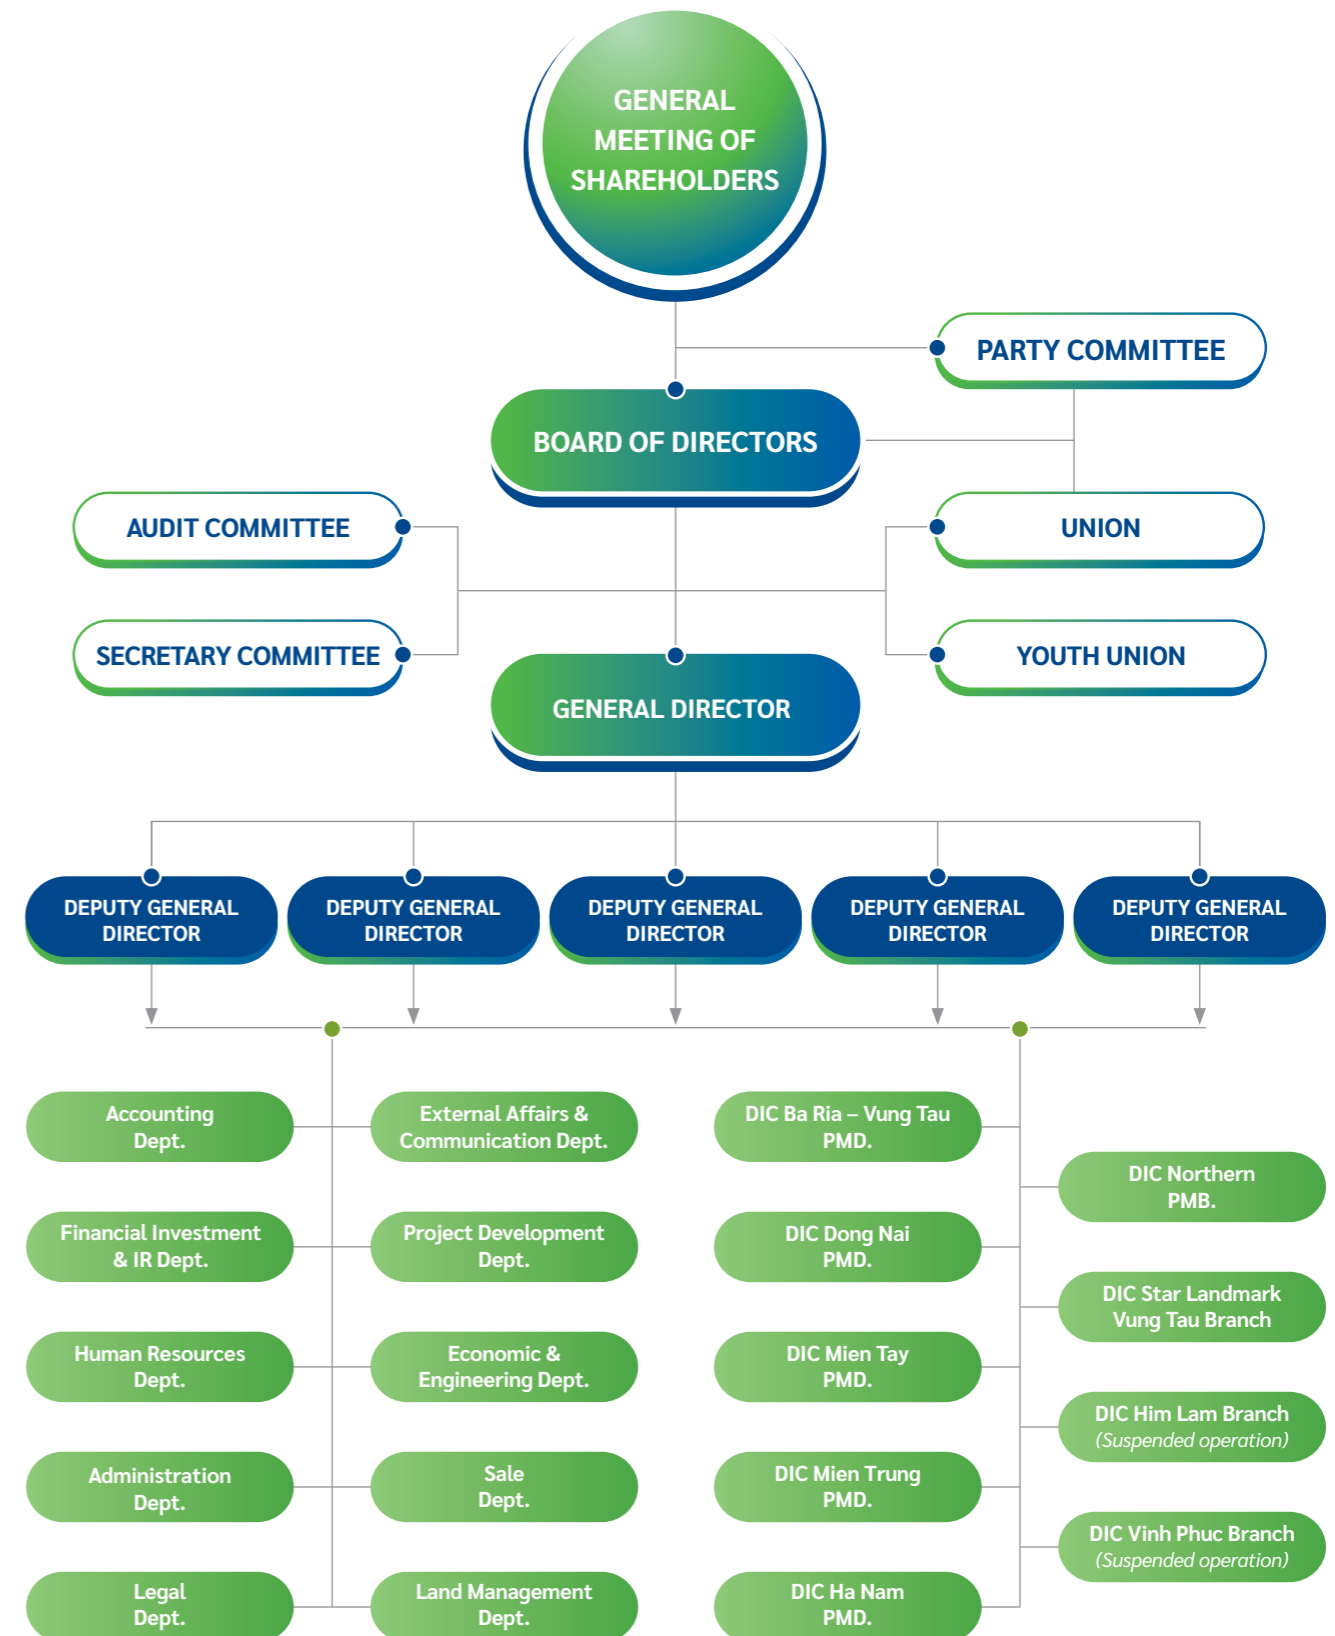 GENERAL
MEETING OF
SHAREHOLDERS
PARTY COMMITTEE
BOARD OF DIRECTORS
AUDIT COMMITTEE
UNION
SECRETARY COMMITTEE
YOUTH UNION
GENERAL DIRECTOR
DEPUTY GENERAL
DIRECTOR
DEPUTY GENERAL
DIRECTOR
DEPUTY GENERAL
DIRECTOR
DEPUTY GENERAL
DIRECTOR
DEPUTY GENERAL
DIRECTOR
Accounting
Dept.
External Affairs &
Communication Dept.
Financial Investment
& IR Dept.
Project Development
Dept.
Human Resources
Dept.
Economic &
Engineering Dept.
Administration
Dept.
Sale
Dept.
Legal
Dept.
Land Management
Dept.
DIC Ba Ria – Vung Tau
PMD.
DIC Dong Nai
PMD.
DIC Mien Tay
PMD.
DIC Mien Trung
PMD.
DIC Ha Nam
PMD.
DIC Northern
PMB.
DIC Star Landmark
Vung Tau Branch
DIC Him Lam Branch
(Suspended operation)
DIC Vinh Phuc Branch
(Suspended operation)